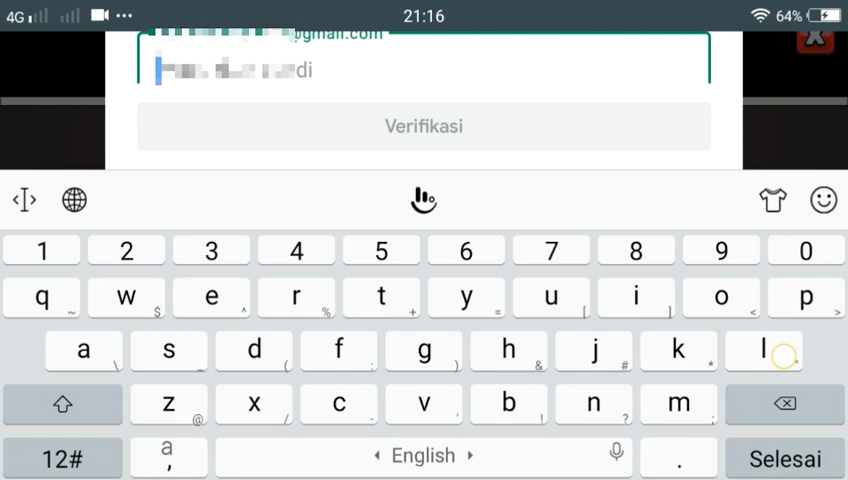 4G 21:16 64%
@gmail.com
di
Verifikasi
1 2 3 4 5 6 7 8 9 0
q ~ w $ e ^ r % t + y = u [ i ] o < p >
a \ s _ d ( f : g ) h & j # k * l "
z @ x / c - v ' b ! n ? m ;
12# a , English . Selesai